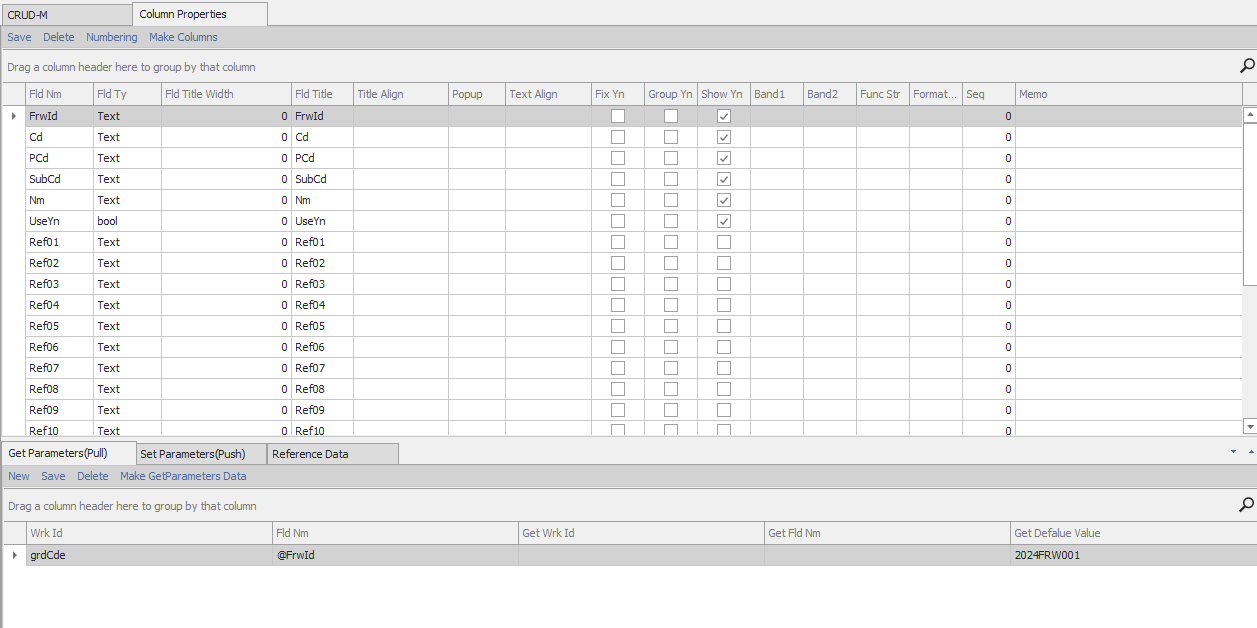 CRUD-M Column Properties
Save Delete Numbering Make Columns
Drag a column header here to group by that column
Fld Nm Fld Ty Fld Title Width Fld Title Title Align Popup Text Align Fix Yn Group Yn Show Yn Band1 Band2 Func Str Format... Seq Memo
FrwId Text 0 FrwId 0
Cd Text 0 Cd 0
PCd Text 0 PCd 0
SubCd Text 0 SubCd 0
Nm Text 0 Nm 0
UseYn bool 0 UseYn 0
Ref01 Text 0 Ref01 0
Ref02 Text 0 Ref02 0
Ref03 Text 0 Ref03 0
Ref04 Text 0 Ref04 0
Ref05 Text 0 Ref05 0
Ref06 Text 0 Ref06 0
Ref07 Text 0 Ref07 0
Ref08 Text 0 Ref08 0
Ref09 Text 0 Ref09 0
Ref10 Text 0 Ref10 0
Get Parameters(Pull) Set Parameters(Push) Reference Data
New Save Delete Make GetParameters Data
Drag a column header here to group by that column
Wrk Id Fld Nm Get Wrk Id Get Fld Nm Get Defalue Value
grdCde @FrwId 2024FRW001